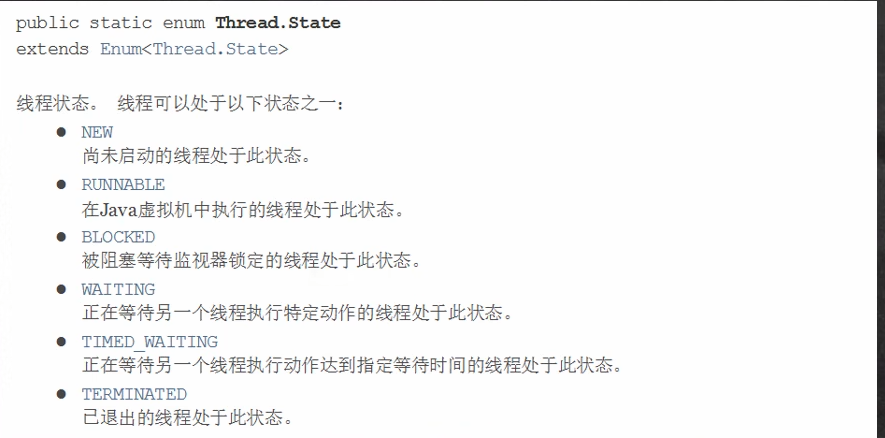 public static enum Thread.State
extends Enum<Thread.State>
线程状态。 线程可以处于以下状态之一：
● NEW
尚未启动的线程处于此状态。
● RUNNABLE
在Java虚拟机中执行的线程处于此状态。
● BLOCKED
被阻塞等待监视器锁定的线程处于此状态。
● WAITING
正在等待另一个线程执行特定动作的线程处于此状态。
● TIMED_WAITING
正在等待另一个线程执行动作达到指定等待时间的线程处于此状态。
● TERMINATED
已退出的线程处于此状态。